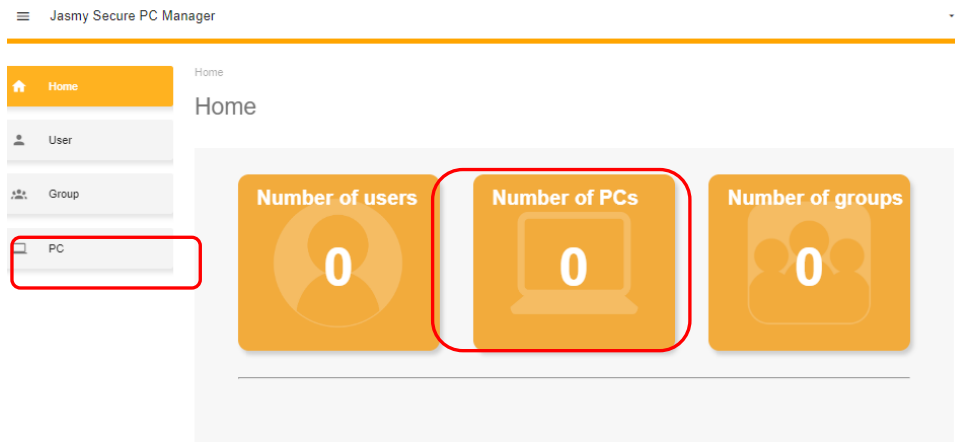 Jasmy Secure PC Manager
Home
User
Group
PC
Home
Home
Number of users
0
Number of PCs
0
Number of groups
0